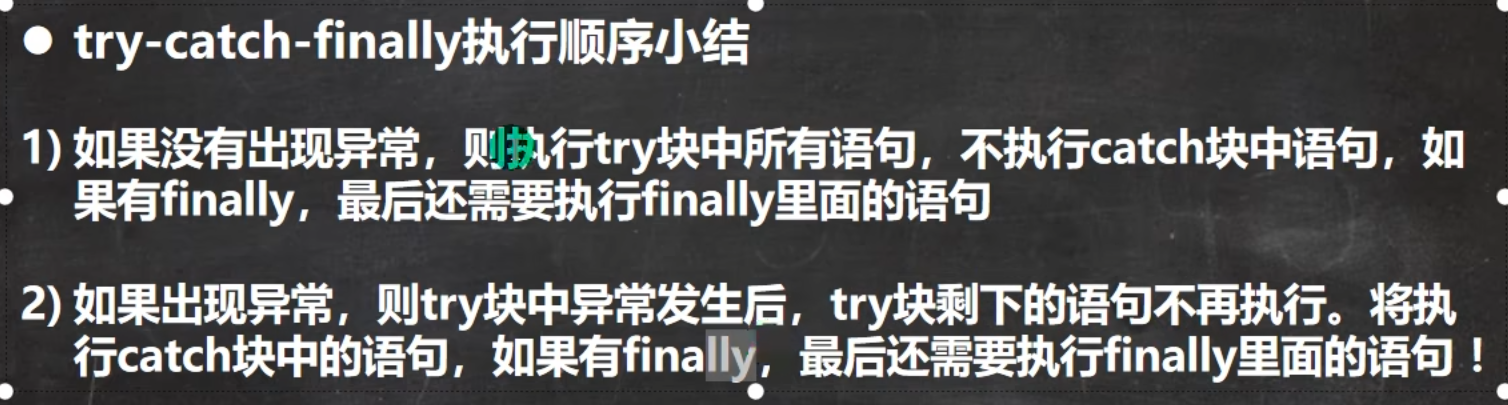 ● try-catch-finally执行顺序小结
1) 如果没有出现异常，则执行try块中所有语句，不执行catch块中语句，如
果有finally，最后还需要执行finally里面的语句
2) 如果出现异常，则try块中异常发生后，try块剩下的语句不再执行。将执
行catch块中的语句，如果有finally，最后还需要执行finally里面的语句！